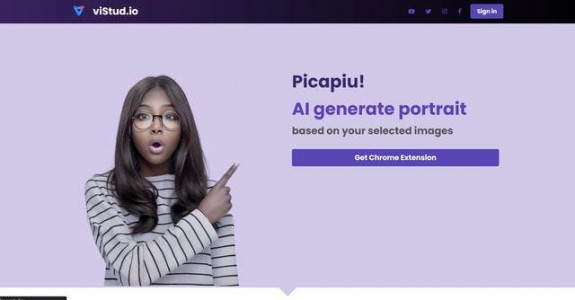 viStud.io
Sign in
Picapiu!
AI generate portrait
based on your selected images
Get Chrome Extension